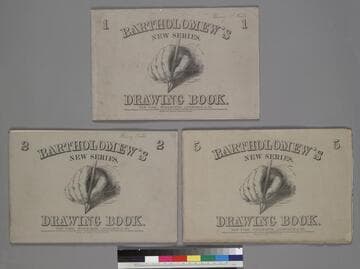 1 1
BARTHOLOMEW'S
NEW SERIES.
DRAWING BOOK.
2 2
BARTHOLOMEW'S
NEW SERIES.
DRAWING BOOK.
5 5
BARTHOLOMEW'S
NEW SERIES.
DRAWING BOOK.